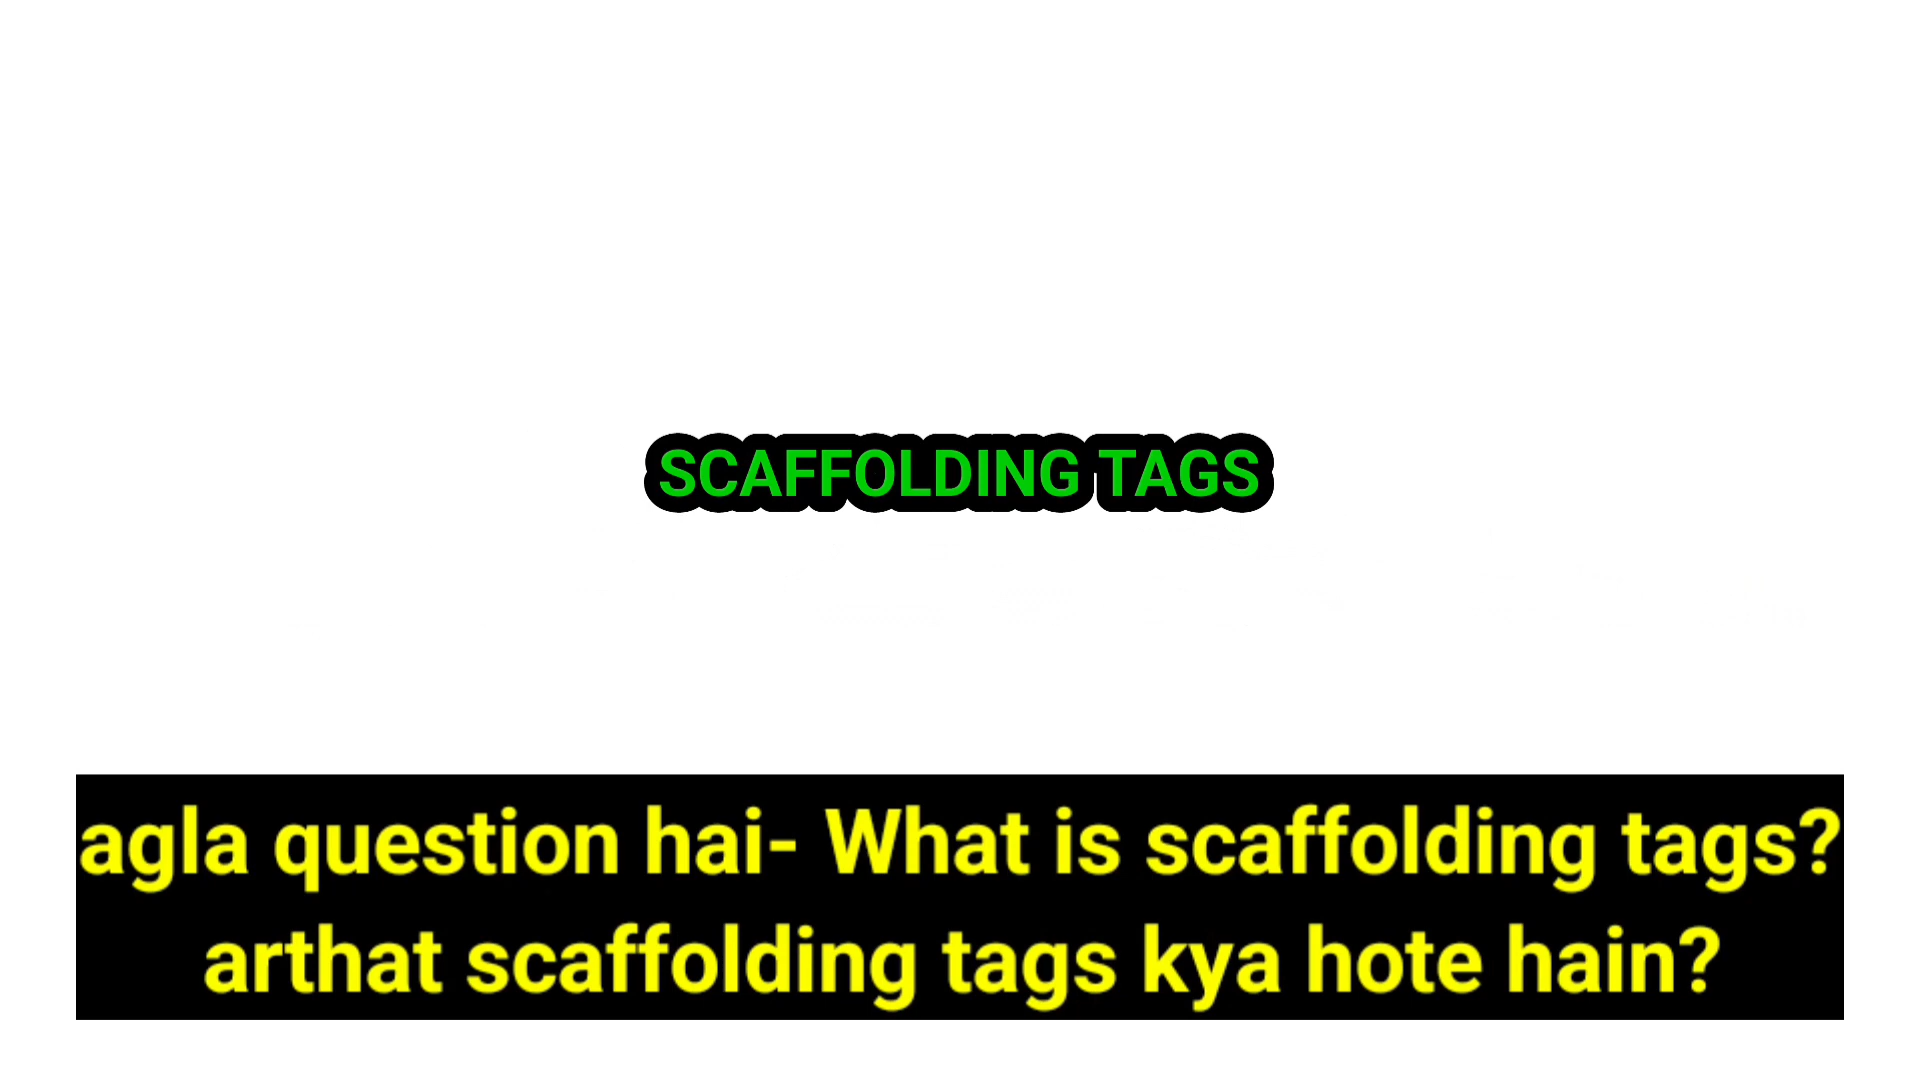 SCAFFOLDING TAGS
agla question hai- What is scaffolding tags?
arthat scaffolding tags kya hote hain?